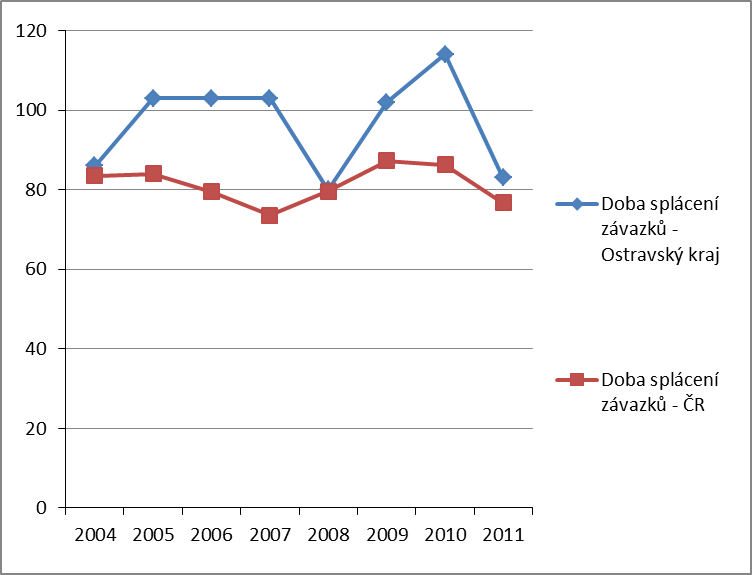 120
100
80
60
40
20
0
2004 2005 2006 2007 2008 2009 2010 2011
Doba splácení
závazků -
Ostravský kraj
Doba splácení
závazků - ČR